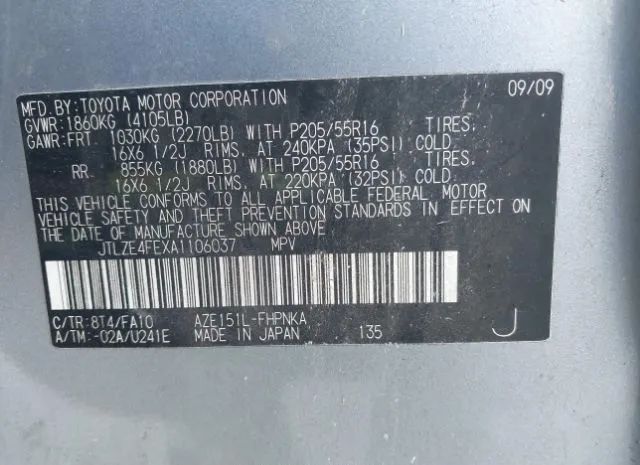 MFD. BY: TOYOTA MOTOR CORPORATION 09/09
GVWR: 1860KG (4105LB)
GAWR: FRT. 1030KG (2270LB) WITH P205/55R16 TIRES,
16X6 1/2J RIMS, AT 240KPA (35PSI) COLD.
RR. 855KG (1880LB) WITH P205/55R16 TIRES,
16X6 1/2J RIMS, AT 220KPA (32PSI) COLD.
THIS VEHICLE CONFORMS TO ALL APPLICABLE FEDERAL MOTOR
VEHICLE SAFETY AND THEFT PREVENTION STANDARDS IN EFFECT ON
THE DATE OF MANUFACTURE SHOWN ABOVE.
JTLZE4FEXA1106037 MPV
C/TR: 8T4/FA10 AZE151L-FHPNKA
A/TM: -02A/U241E MADE IN JAPAN 135 J